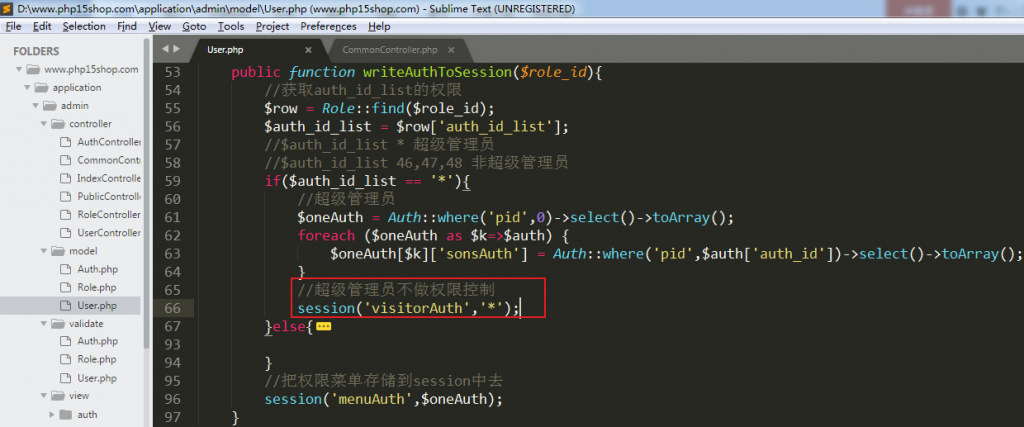 D:\www.php15shop.com\application\admin\model\User.php (www.php15shop.com) - Sublime Text (UNREGISTERED)
File Edit Selection Find View Goto Tools Project Preferences Help
FOLDERS
www.php15shop.com
application
admin
controller
AuthController
CommonCont
IndexController
PublicControll
RoleController
UserController
model
Auth.php
Role.php
User.php
validate
Auth.php
Role.php
User.php
view
auth
User.php × CommonController.php ×
53 public function writeAuthToSession($role_id){
54 //获取auth_id_list的权限
55 $row = Role::find($role_id);
56 $auth_id_list = $row['auth_id_list'];
57 //$auth_id_list * 超级管理员
58 //$auth_id_list 46,47,48 非超级管理员
59 if($auth_id_list == '*'){
60 //超级管理员
61 $oneAuth = Auth::where('pid',0)->select()->toArray();
62 foreach ($oneAuth as $k=>$auth) {
63 $oneAuth[$k]['sonsAuth'] = Auth::where('pid',$auth['auth_id'])->select()->toArray();
64 }
65 //超级管理员不做权限控制
66 session('visitorAuth','*');
67 }else{
93
94 }
95 //把权限菜单存储到session中去
96 session('menuAuth',$oneAuth);
97 }